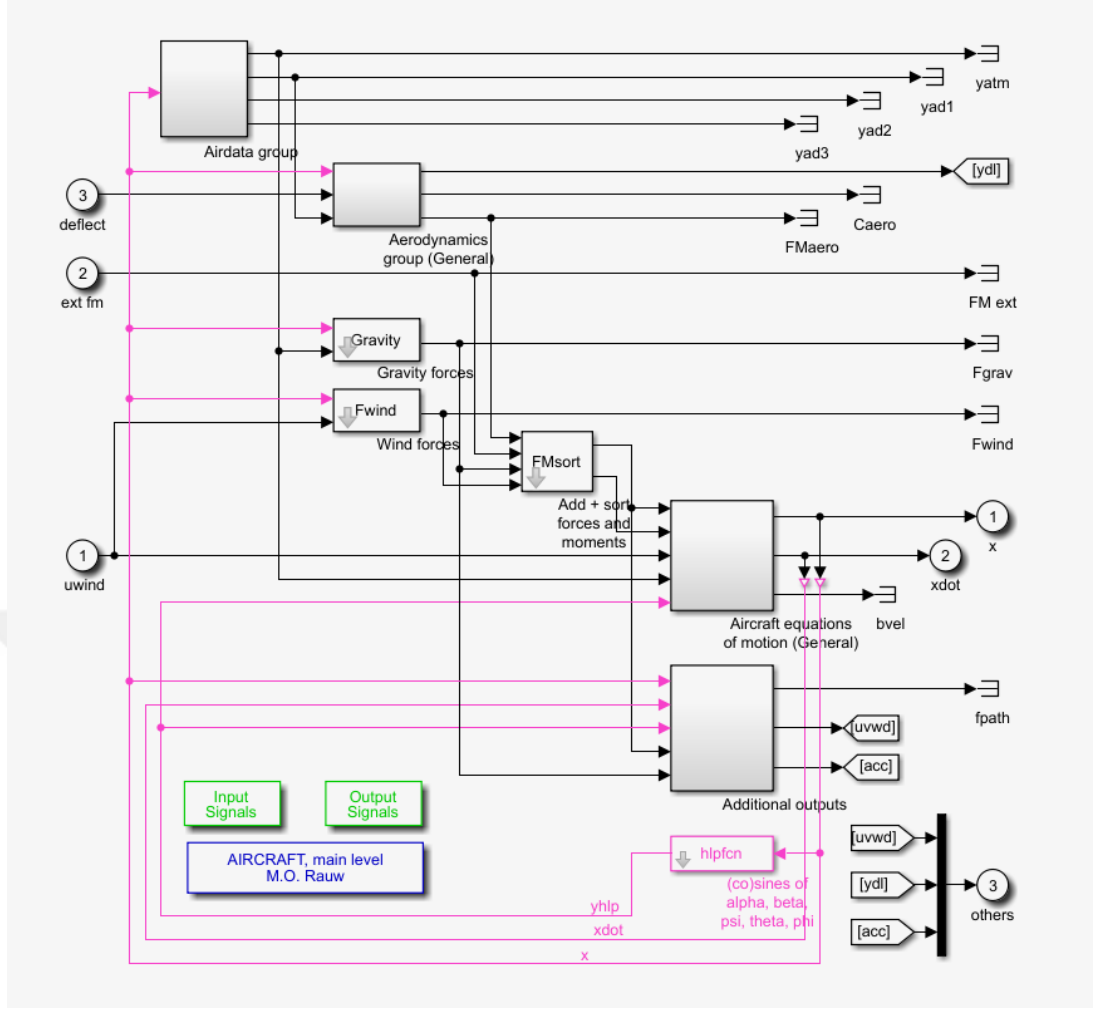 yatm
yad1
yad2
yad3
Airdata group
[ydl]
3
deflect
Caero
FMaero
Aerodynamics
group (General)
2
ext fm
FM ext
Gravity
Gravity forces
Fgrav
Fwind
Wind forces
Fwind
FMsort
Add + sort
forces and
moments
1
x
1
uwind
2
xdot
bvel
Aircraft equations
of motion (General)
fpath
[uvwd]
[acc]
Additional outputs
Input
Signals
Output
Signals
AIRCRAFT, main level
M.O. Rauw
hlpfcn
(co)sines of
alpha, beta,
psi, theta, phi
[uvwd]
[ydl]
[acc]
3
others
yhlp
xdot
x